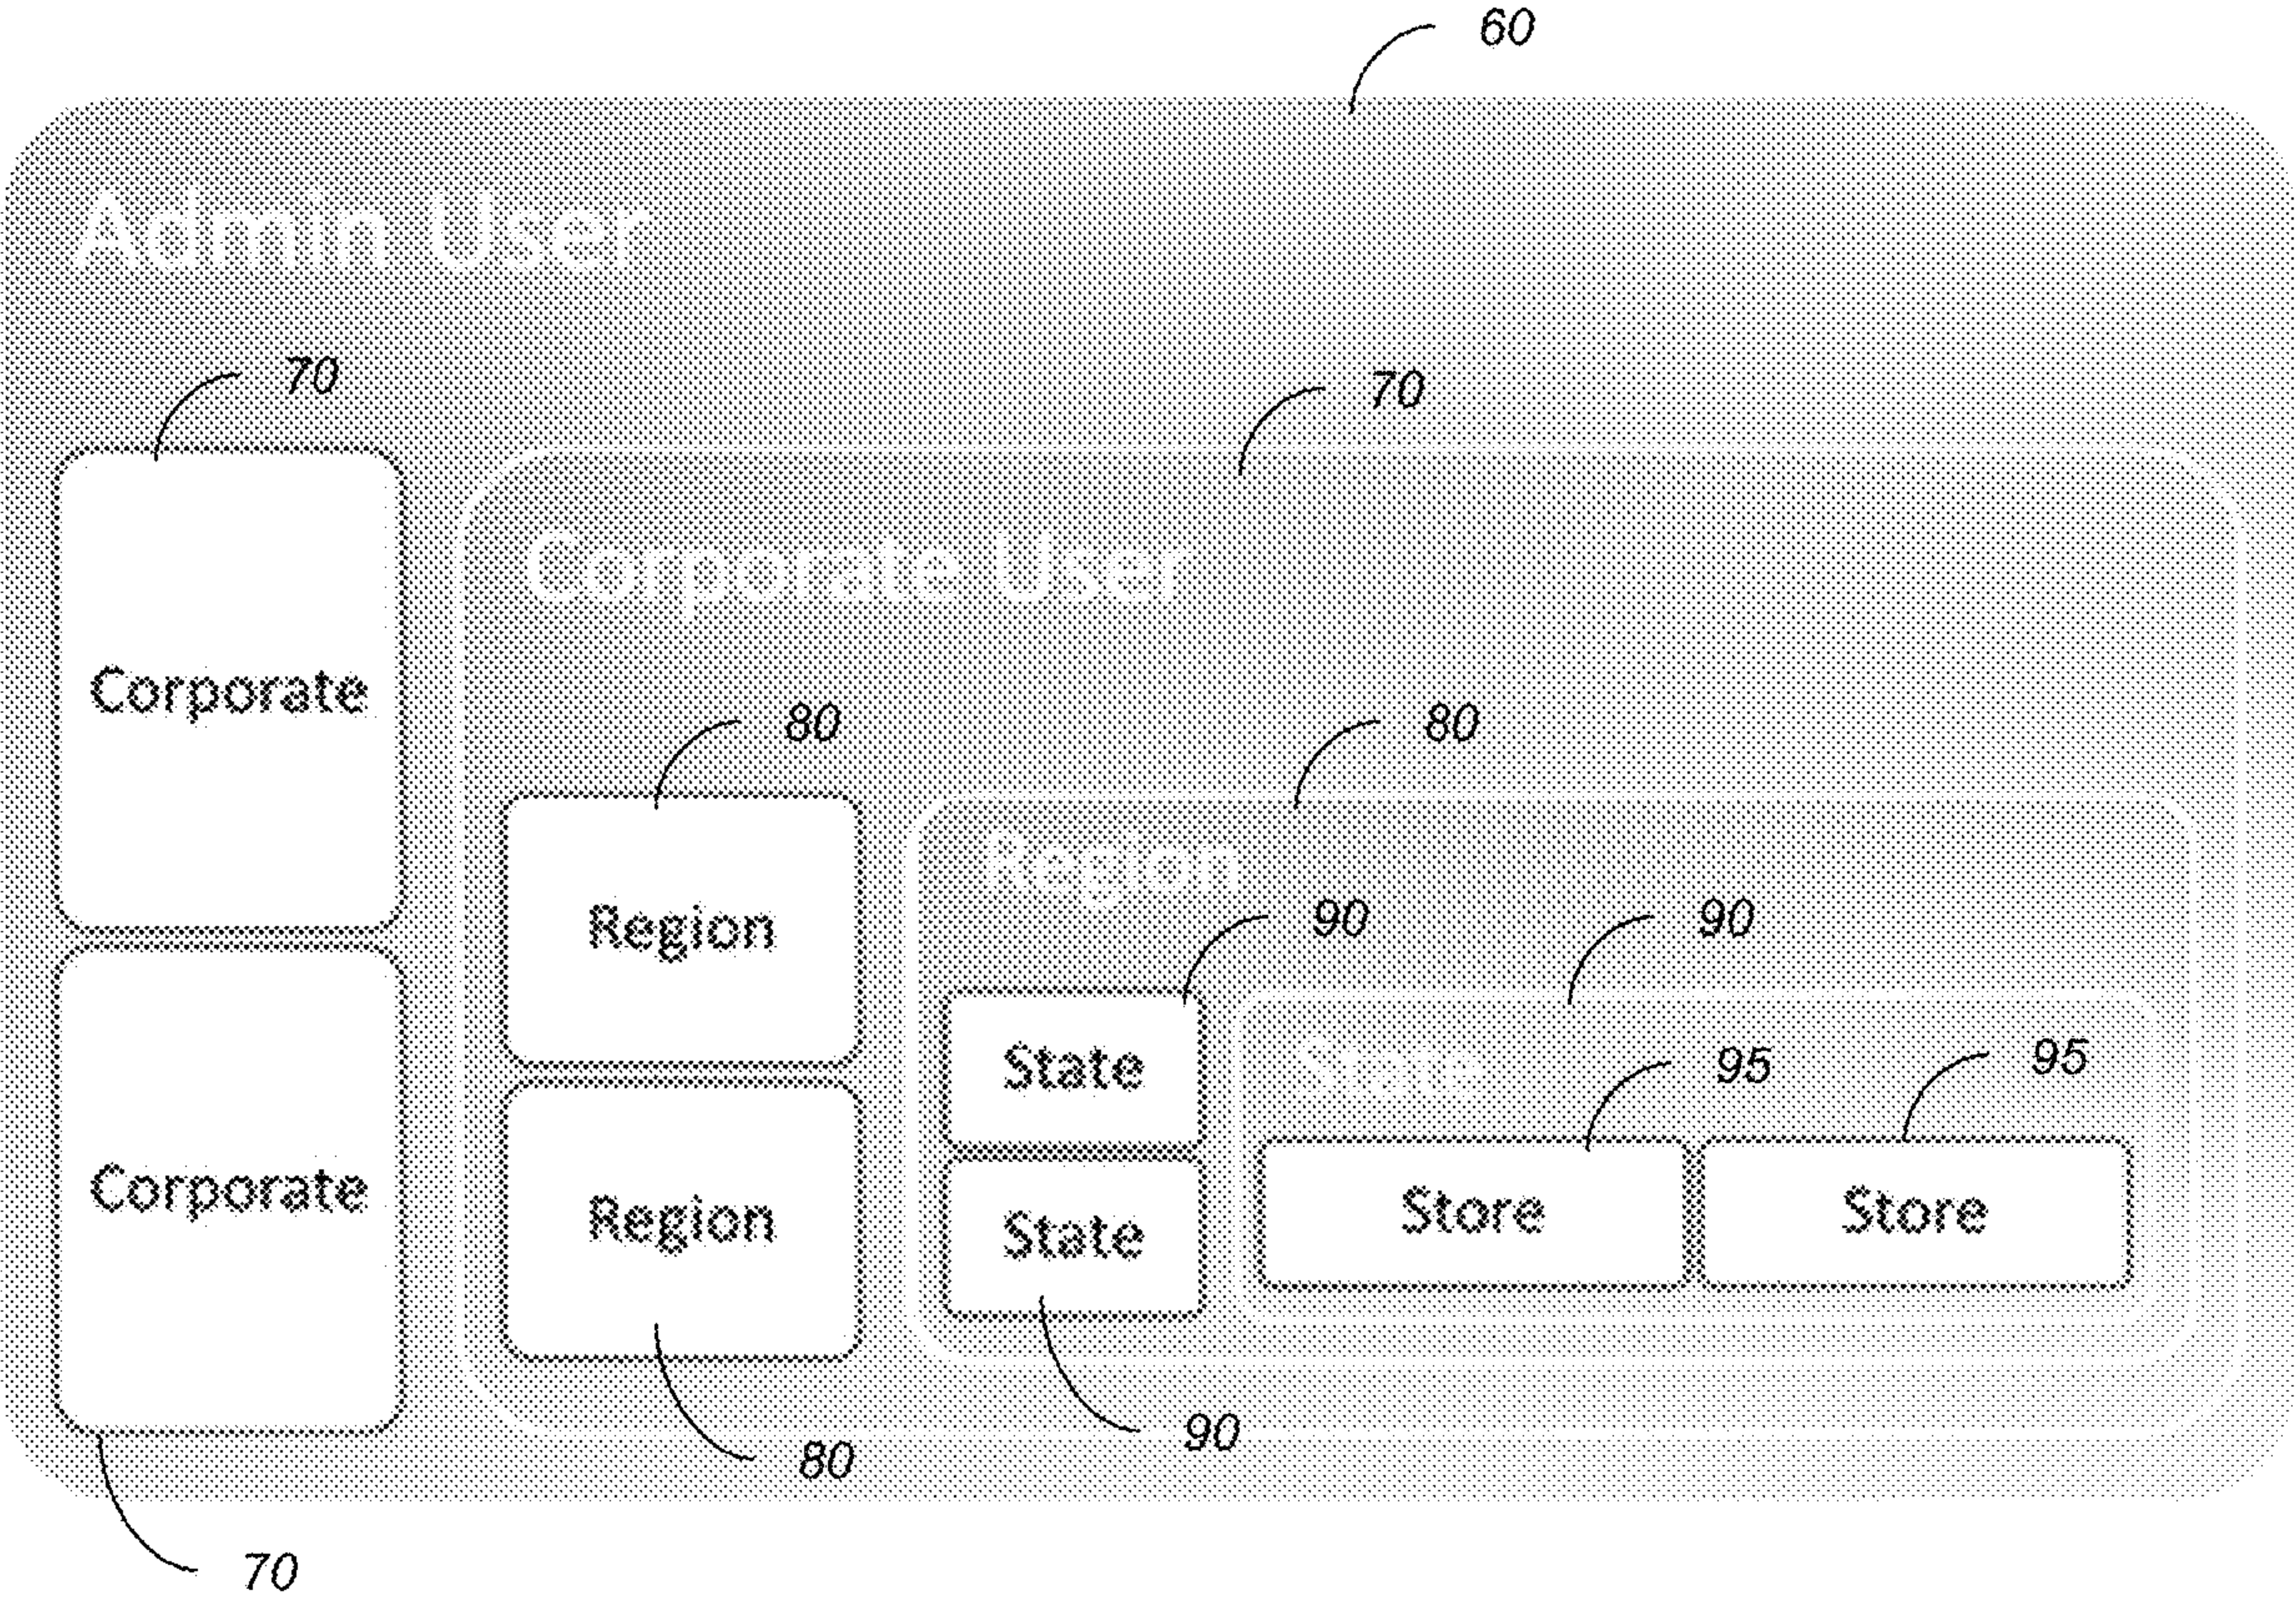 60
Admin User
70
70
Corporate User
Corporate
80
80
Region
Region
90
90
State
95
95
Corporate
Region
State
Store
Store
90
80
70